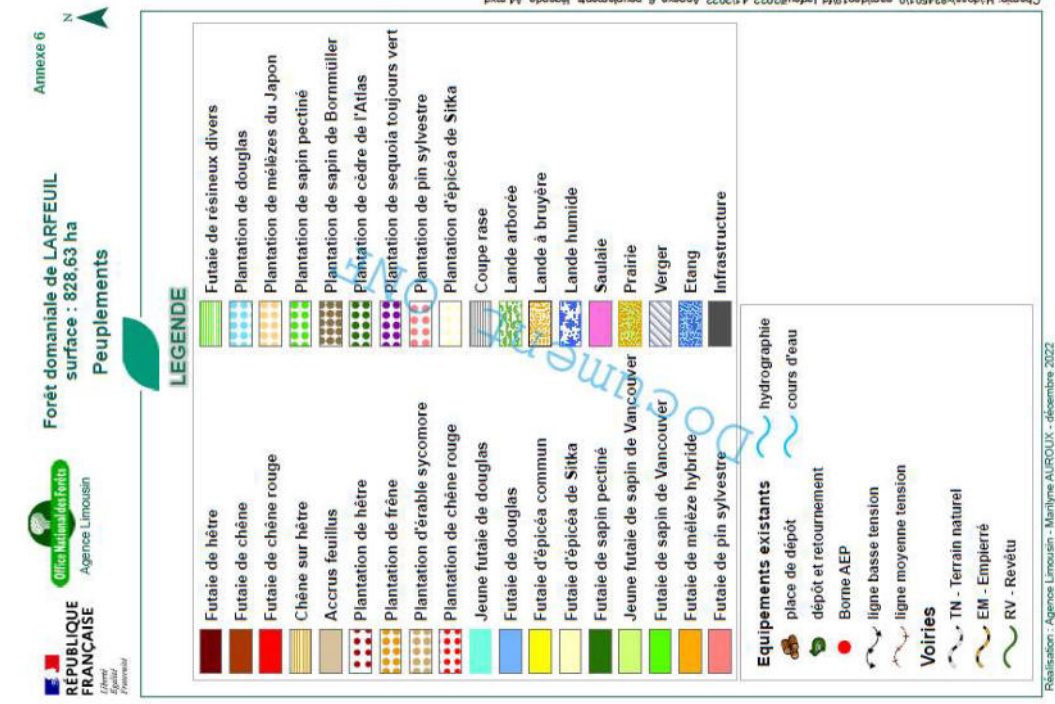 RÉPUBLIQUE
FRANÇAISE
Liberté
Égalité
Fraternité
Office National des Forêts
Agence Limousin
Forêt domaniale de LARFEUIL
surface : 828,63 ha
Peuplements
Annexe 6
N
LEGENDE
Futaie de hêtre
Futaie de chêne
Futaie de chêne rouge
Chêne sur hêtre
Accrus feuillus
Plantation de hêtre
Plantation de frêne
Plantation d'érable sycomore
Plantation de chêne rouge
Jeune futaie de douglas
Futaie de douglas
Futaie d'épicéa commun
Futaie d'épicéa de Sitka
Futaie de sapin pectiné
Jeune futaie de sapin de Vancouver
Futaie de sapin de Vancouver
Futaie de mélèze hybride
Futaie de pin sylvestre
Futaie de résineux divers
Plantation de douglas
Plantation de mélèzes du Japon
Plantation de sapin pectiné
Plantation de sapin de Bornmüller
Plantation de cèdre de l'Atlas
Plantation de sequoia toujours vert
Plantation de pin sylvestre
Plantation d'épicéa de Sitka
Coupe rase
Lande arborée
Lande à bruyère
Lande humide
Saulaie
Prairie
Verger
Etang
Infrastructure
Document ONF
Equipements existants
place de dépôt
dépôt et retournement
Borne AEP
ligne basse tension
ligne moyenne tension
hydrographie
cours d'eau
Voiries
TN - Terrain naturel
EM - Empierré
RV - Revêtu
Réalisation : Agence Limousin - Marilyne AUROUX - décembre 2022